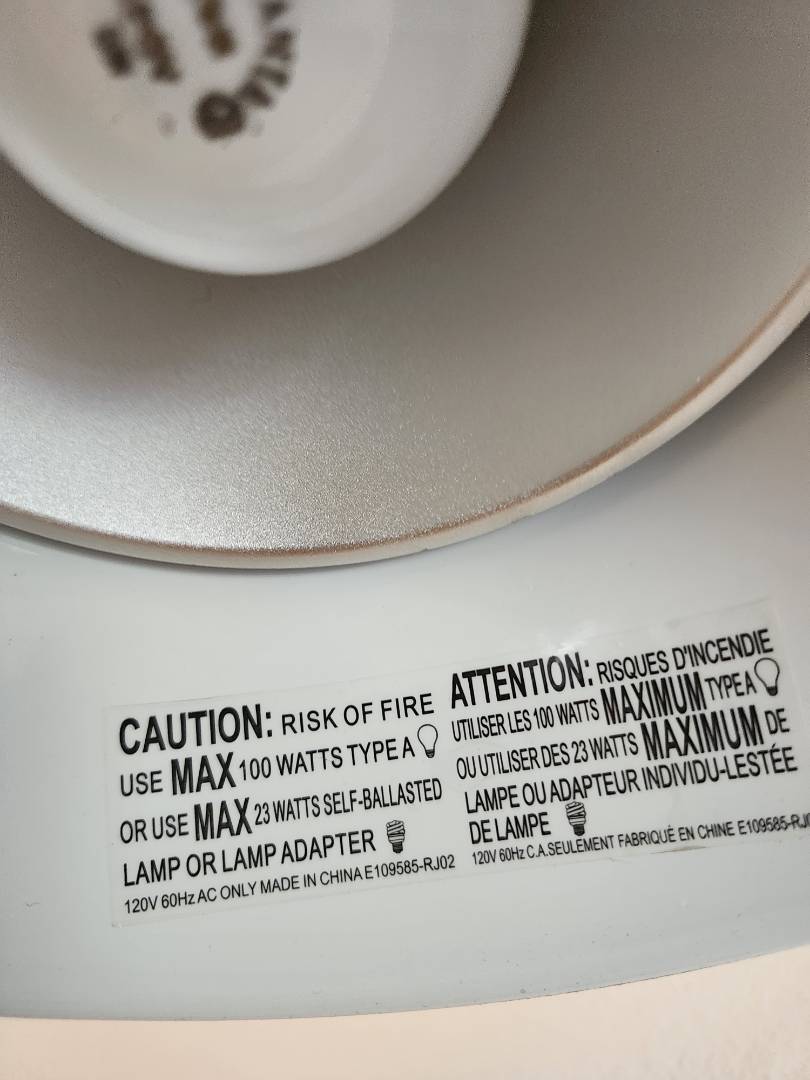 CAUTION: RISK OF FIRE
USE MAX 100 WATTS TYPE A
OR USE MAX 23 WATTS SELF-BALLASTED
LAMP OR LAMP ADAPTER
120V 60Hz AC ONLY MADE IN CHINA E109585-RJ02
ATTENTION: RISQUES D'INCENDIE
UTILISER LES 100 WATTS MAXIMUM TYPE A
OU UTILISER DES 23 WATTS MAXIMUM DE
LAMPE OU ADAPTEUR INDIVIDU-LESTÉE
DE LAMPE
120V 60Hz C.A.SEULEMENT FABRIQUÉ EN CHINE